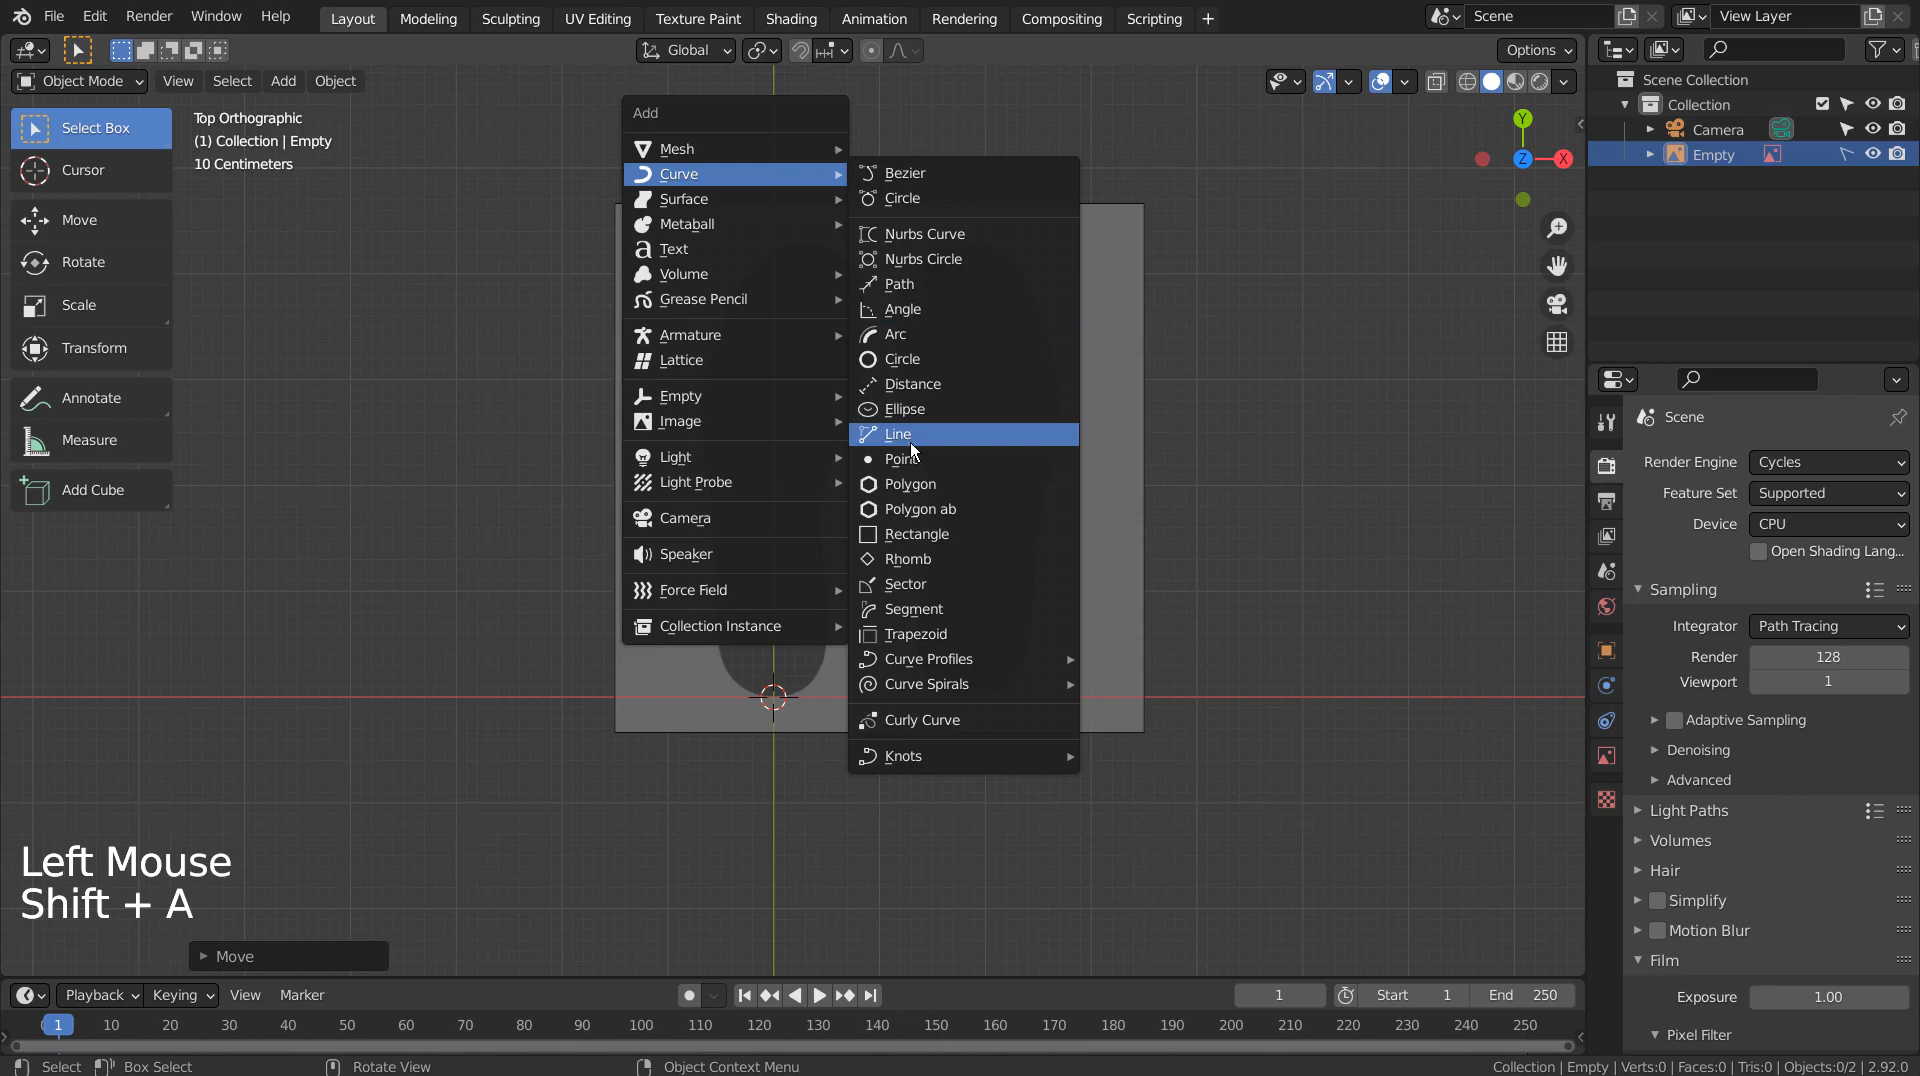 File Edit Render Window Help Layout Modeling Sculpting UV Editing Texture Paint Shading Animation Rendering Compositing Scripting + Scene View Layer
Global Options
Object Mode View Select Add Object
Select Box
Cursor
Move
Rotate
Scale
Transform
Annotate
Measure
Add Cube
Top Orthographic
(1) Collection | Empty
10 Centimeters
Add
Mesh
Curve
Surface
Metaball
Text
Volume
Grease Pencil
Armature
Lattice
Empty
Image
Light
Light Probe
Camera
Speaker
Force Field
Collection Instance
Bezier
Circle
Nurbs Curve
Nurbs Circle
Path
Angle
Arc
Circle
Distance
Ellipse
Line
Point
Polygon
Polygon ab
Rectangle
Rhomb
Sector
Segment
Trapezoid
Curve Profiles
Curve Spirals
Curly Curve
Knots
Y
Z
X
Left Mouse
Shift + A
Move
Scene Collection
Collection
Camera
Empty
Scene
Render Engine Cycles
Feature Set Supported
Device CPU
Open Shading Lang...
Sampling
Integrator Path Tracing
Render 128
Viewport 1
Adaptive Sampling
Denoising
Advanced
Light Paths
Volumes
Hair
Simplify
Motion Blur
Film
Exposure 1.00
Pixel Filter
Playback Keying View Marker 1 Start 1 End 250
1 10 20 30 40 50 60 70 80 90 100 110 120 130 140 150 160 170 180 190 200 210 220 230 240 250
Select Box Select Rotate View Object Context Menu Collection | Empty | Verts:0 | Faces:0 | Tris:0 | Objects:0/2 | 2.92.0